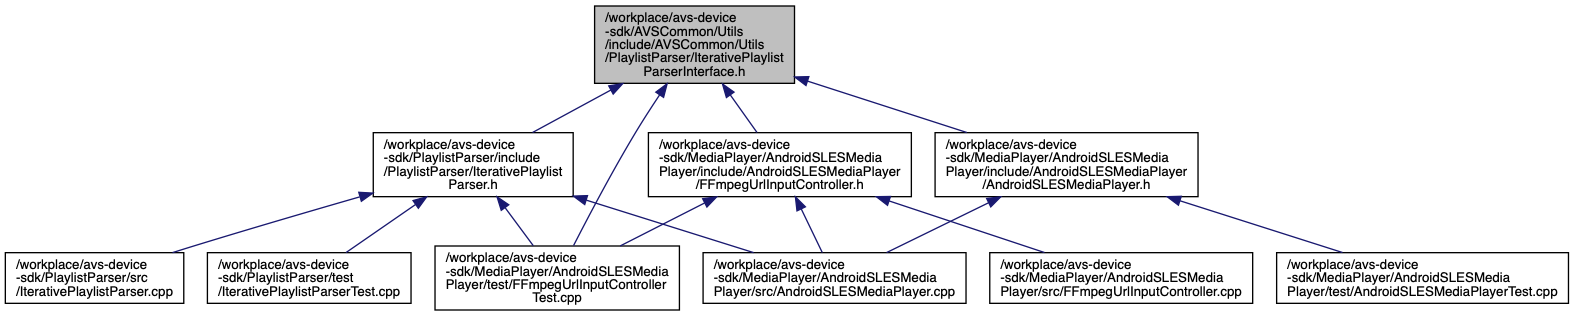 /workplace/avs-device
-sdk/AVSCommon/Utils
/include/AVSCommon/Utils
/PlaylistParser/IterativePlaylist
ParserInterface.h
/workplace/avs-device
-sdk/PlaylistParser/include
/PlaylistParser/IterativePlaylist
Parser.h
/workplace/avs-device
-sdk/MediaPlayer/AndroidSLESMedia
Player/include/AndroidSLESMediaPlayer
/FFmpegUrlInputController.h
/workplace/avs-device
-sdk/MediaPlayer/AndroidSLESMedia
Player/include/AndroidSLESMediaPlayer
/AndroidSLESMediaPlayer.h
/workplace/avs-device
-sdk/PlaylistParser/src
/IterativePlaylistParser.cpp
/workplace/avs-device
-sdk/PlaylistParser/test
/IterativePlaylistParserTest.cpp
/workplace/avs-device
-sdk/MediaPlayer/AndroidSLESMedia
Player/test/FFmpegUrlInputController
Test.cpp
/workplace/avs-device
-sdk/MediaPlayer/AndroidSLESMedia
Player/src/AndroidSLESMediaPlayer.cpp
/workplace/avs-device
-sdk/MediaPlayer/AndroidSLESMedia
Player/src/FFmpegUrlInputController.cpp
/workplace/avs-device
-sdk/MediaPlayer/AndroidSLESMedia
Player/test/AndroidSLESMediaPlayerTest.cpp